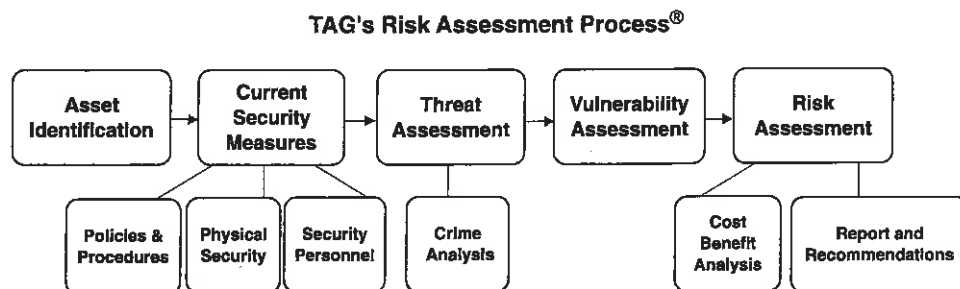 TAG's Risk Assessment Process®
Asset
Identification
Current
Security
Measures
Threat
Assessment
Vulnerability
Assessment
Risk
Assessment
Policies &
Procedures
Physical
Security
Security
Personnel
Crime
Analysis
Cost
Benefit
Analysis
Report and
Recommendations